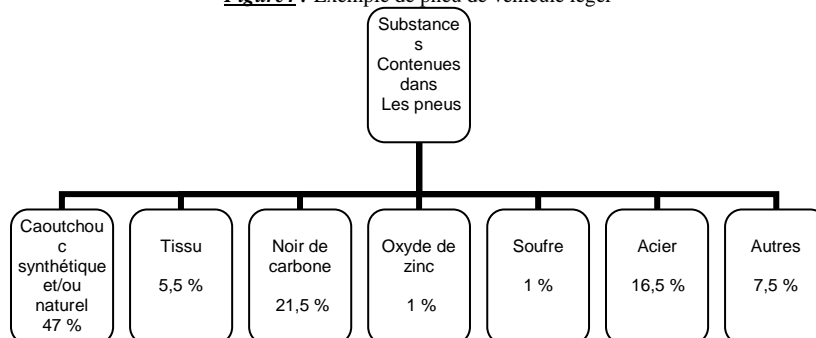 Figure7 : Exemple de pneu de véhicule léger
Substance
s
Contenues
dans
Les pneus
Caoutchou
c
synthétique
et/ou
naturel
47 %
Tissu
5,5 %
Noir de
carbone
21,5 %
Oxyde de
zinc
1 %
Soufre
1 %
Acier
16,5 %
Autres
7,5 %